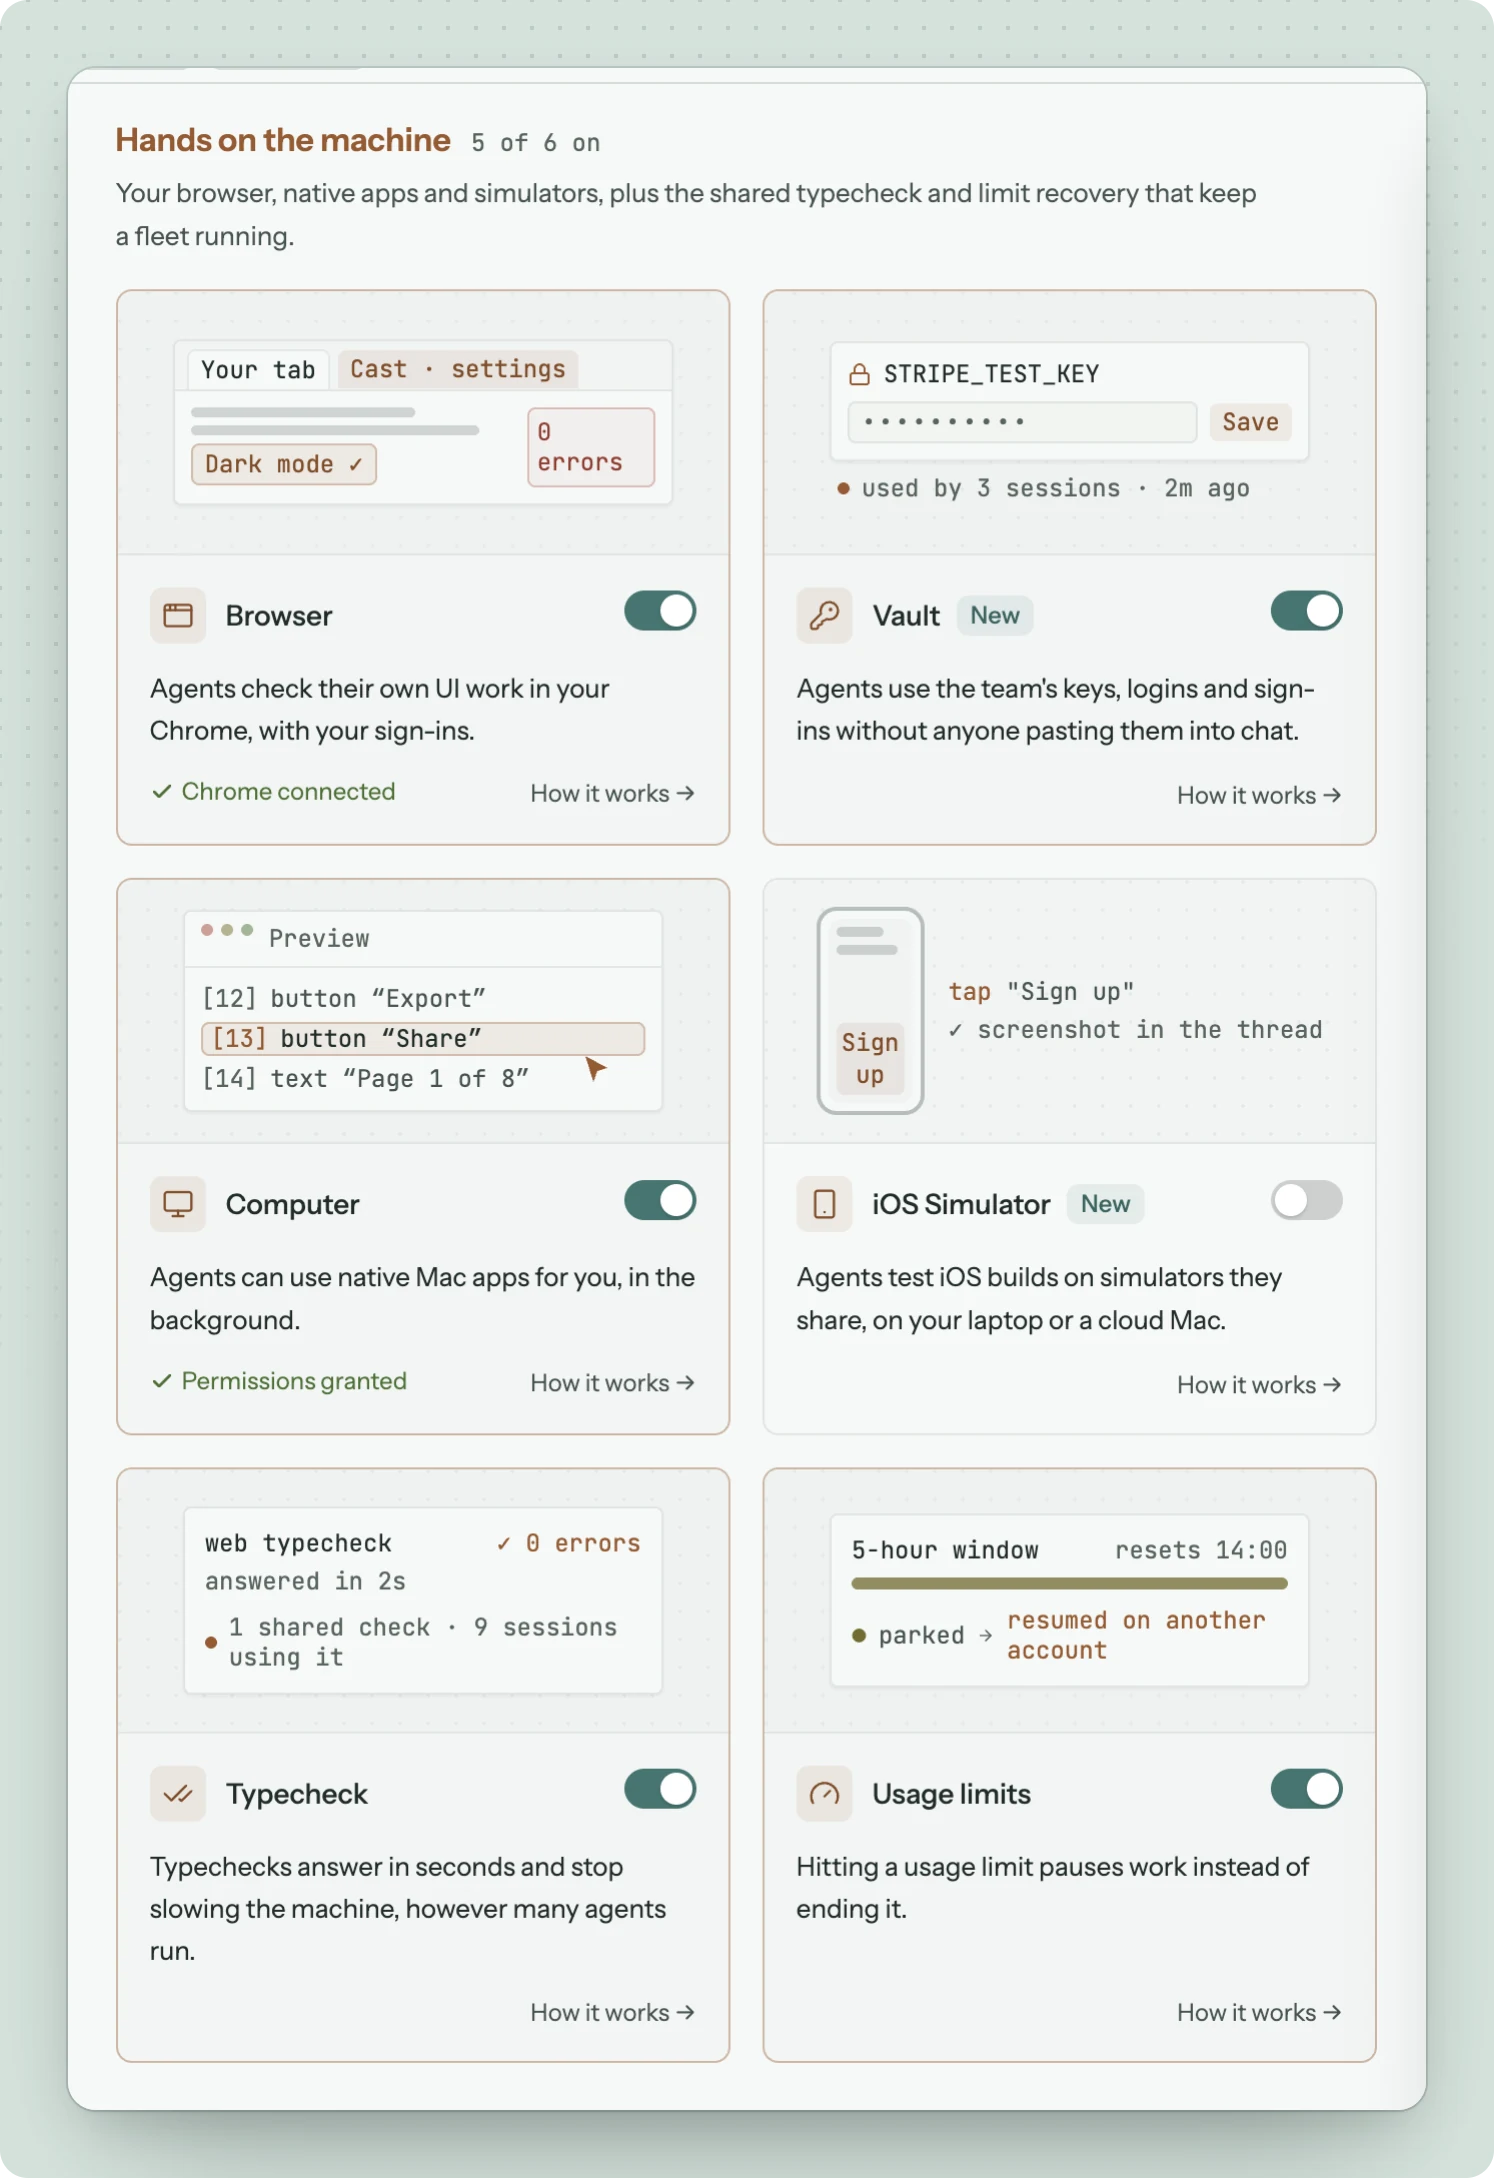 Hands on the machine 5 of 6 on
Your browser, native apps and simulators, plus the shared typecheck and limit recovery that keep
a fleet running.
Your tab
Cast · settings
Dark mode ✓
0
errors
Browser
Agents check their own UI work in your
Chrome, with your sign-ins.
✓ Chrome connected
How it works →
STRIPE_TEST_KEY
••••••••••
Save
used by 3 sessions · 2m ago
Vault
New
Agents use the team's keys, logins and sign-
ins without anyone pasting them into chat.
How it works →
Preview
[12] button “Export”
[13] button “Share”
[14] text “Page 1 of 8”
Computer
Agents can use native Mac apps for you, in the
background.
✓ Permissions granted
How it works →
Sign
up
tap "Sign up"
✓ screenshot in the thread
iOS Simulator
New
Agents test iOS builds on simulators they
share, on your laptop or a cloud Mac.
How it works →
web typecheck
✓ 0 errors
answered in 2s
1 shared check · 9 sessions
using it
Typecheck
Typechecks answer in seconds and stop
slowing the machine, however many agents
run.
How it works →
5-hour window
resets 14:00
parked →
resumed on another
account
Usage limits
Hitting a usage limit pauses work instead of
ending it.
How it works →